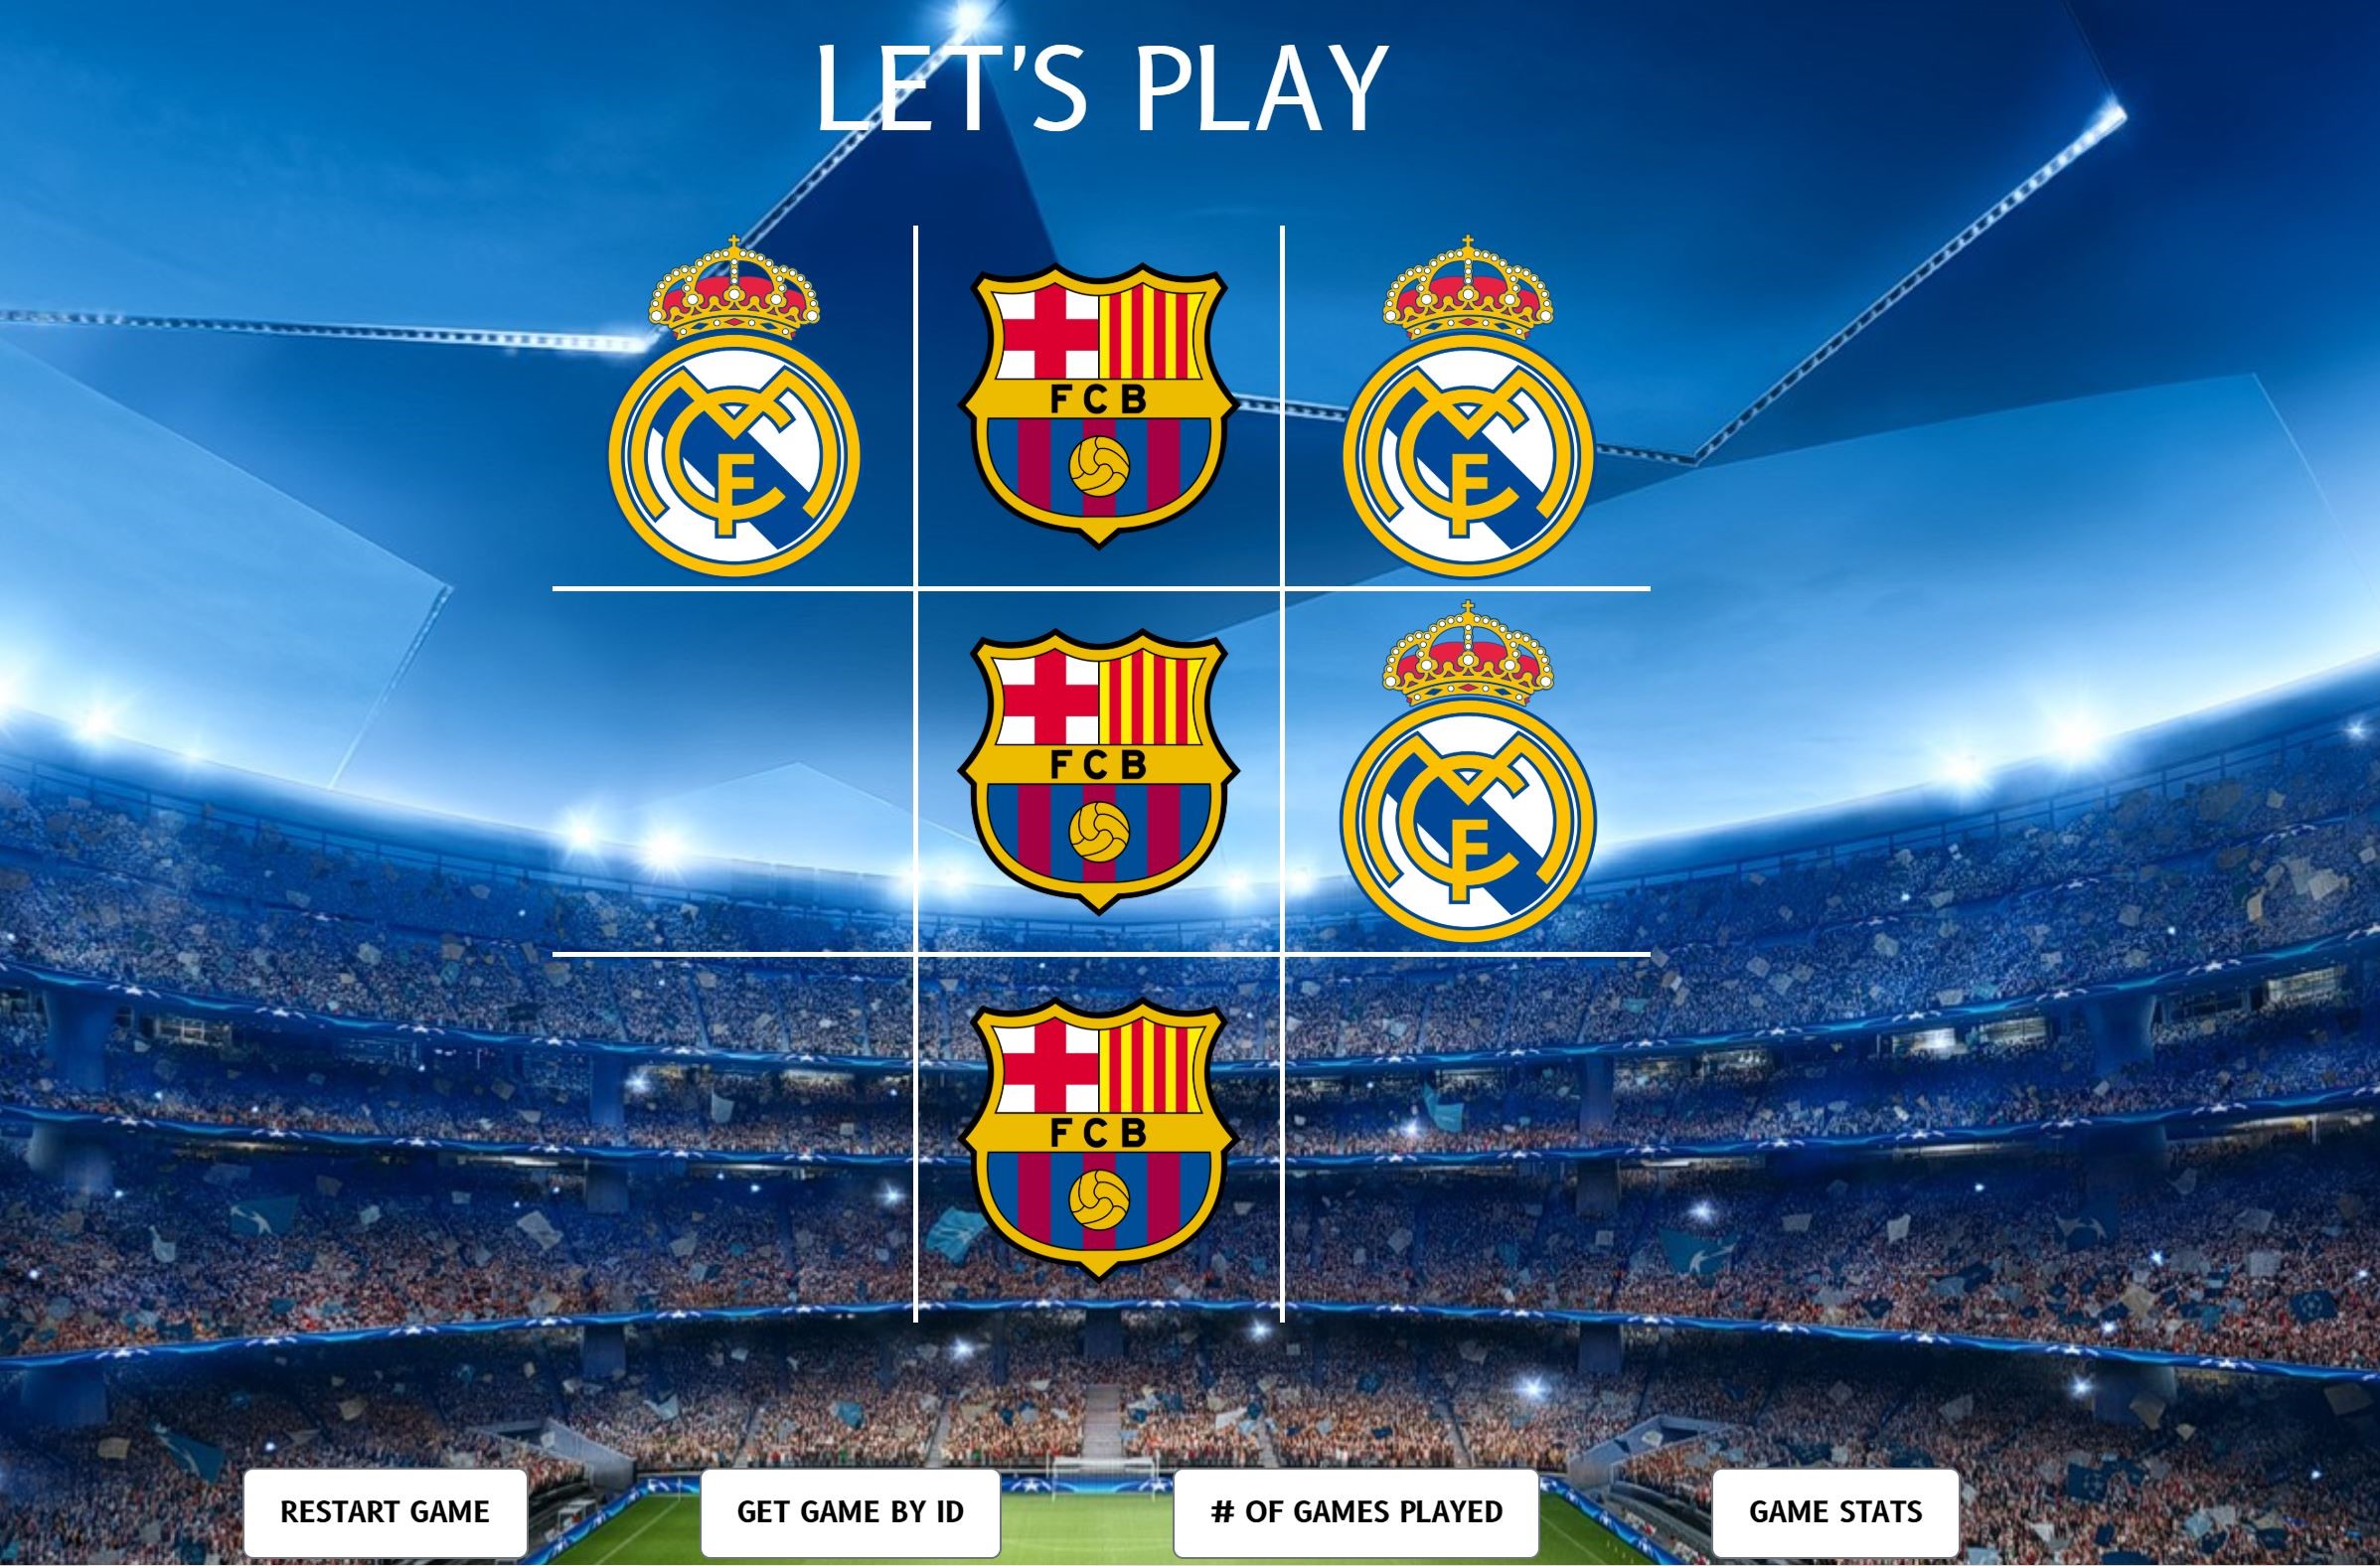 LET'S PLAY
FCB
FCB
FCB
RESTART GAME
GET GAME BY ID
# OF GAMES PLAYED
GAME STATS